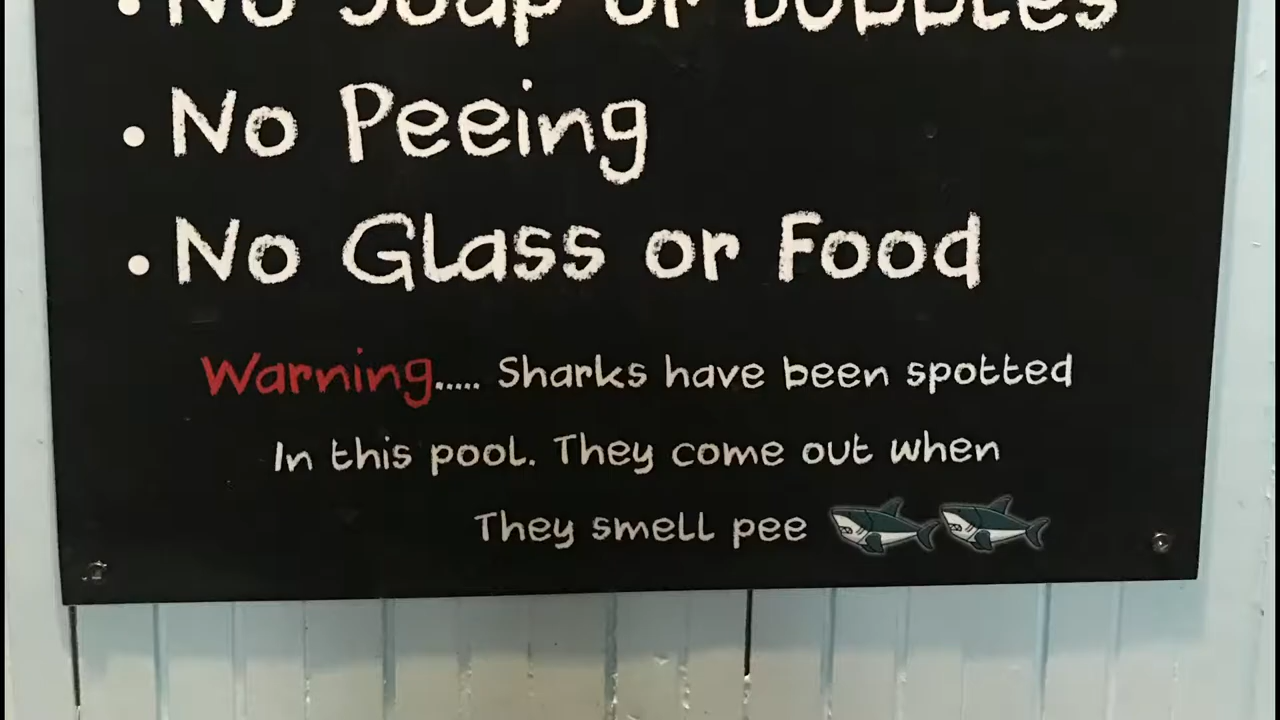 • No Soap or Bubbles
• No Peeing
• No Glass or Food
Warning..... Sharks have been spotted
In this pool. They come out when
They smell pee